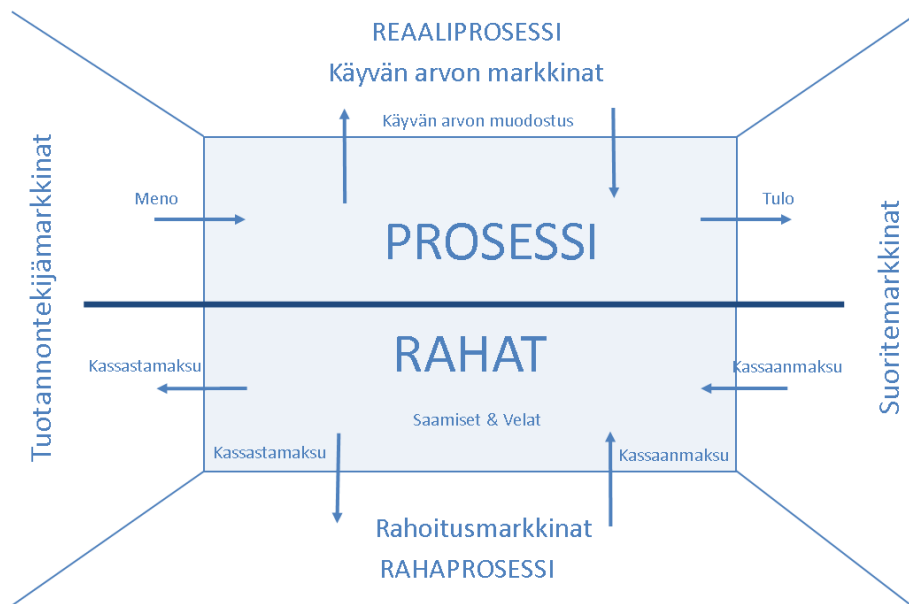 REAALIPROSESSI
Käyvän arvon markkinat
Käyvän arvon muodostus
Tuotannontekijämarkkinat
Meno
Tulo
PROSESSI
Suoritemarkkinat
RAHAT
Kassastamaksu
Kassaanmaksu
Saamiset & Velat
Kassastamaksu
Kassaanmaksu
Rahoitusmarkkinat
RAHAPROSESSI